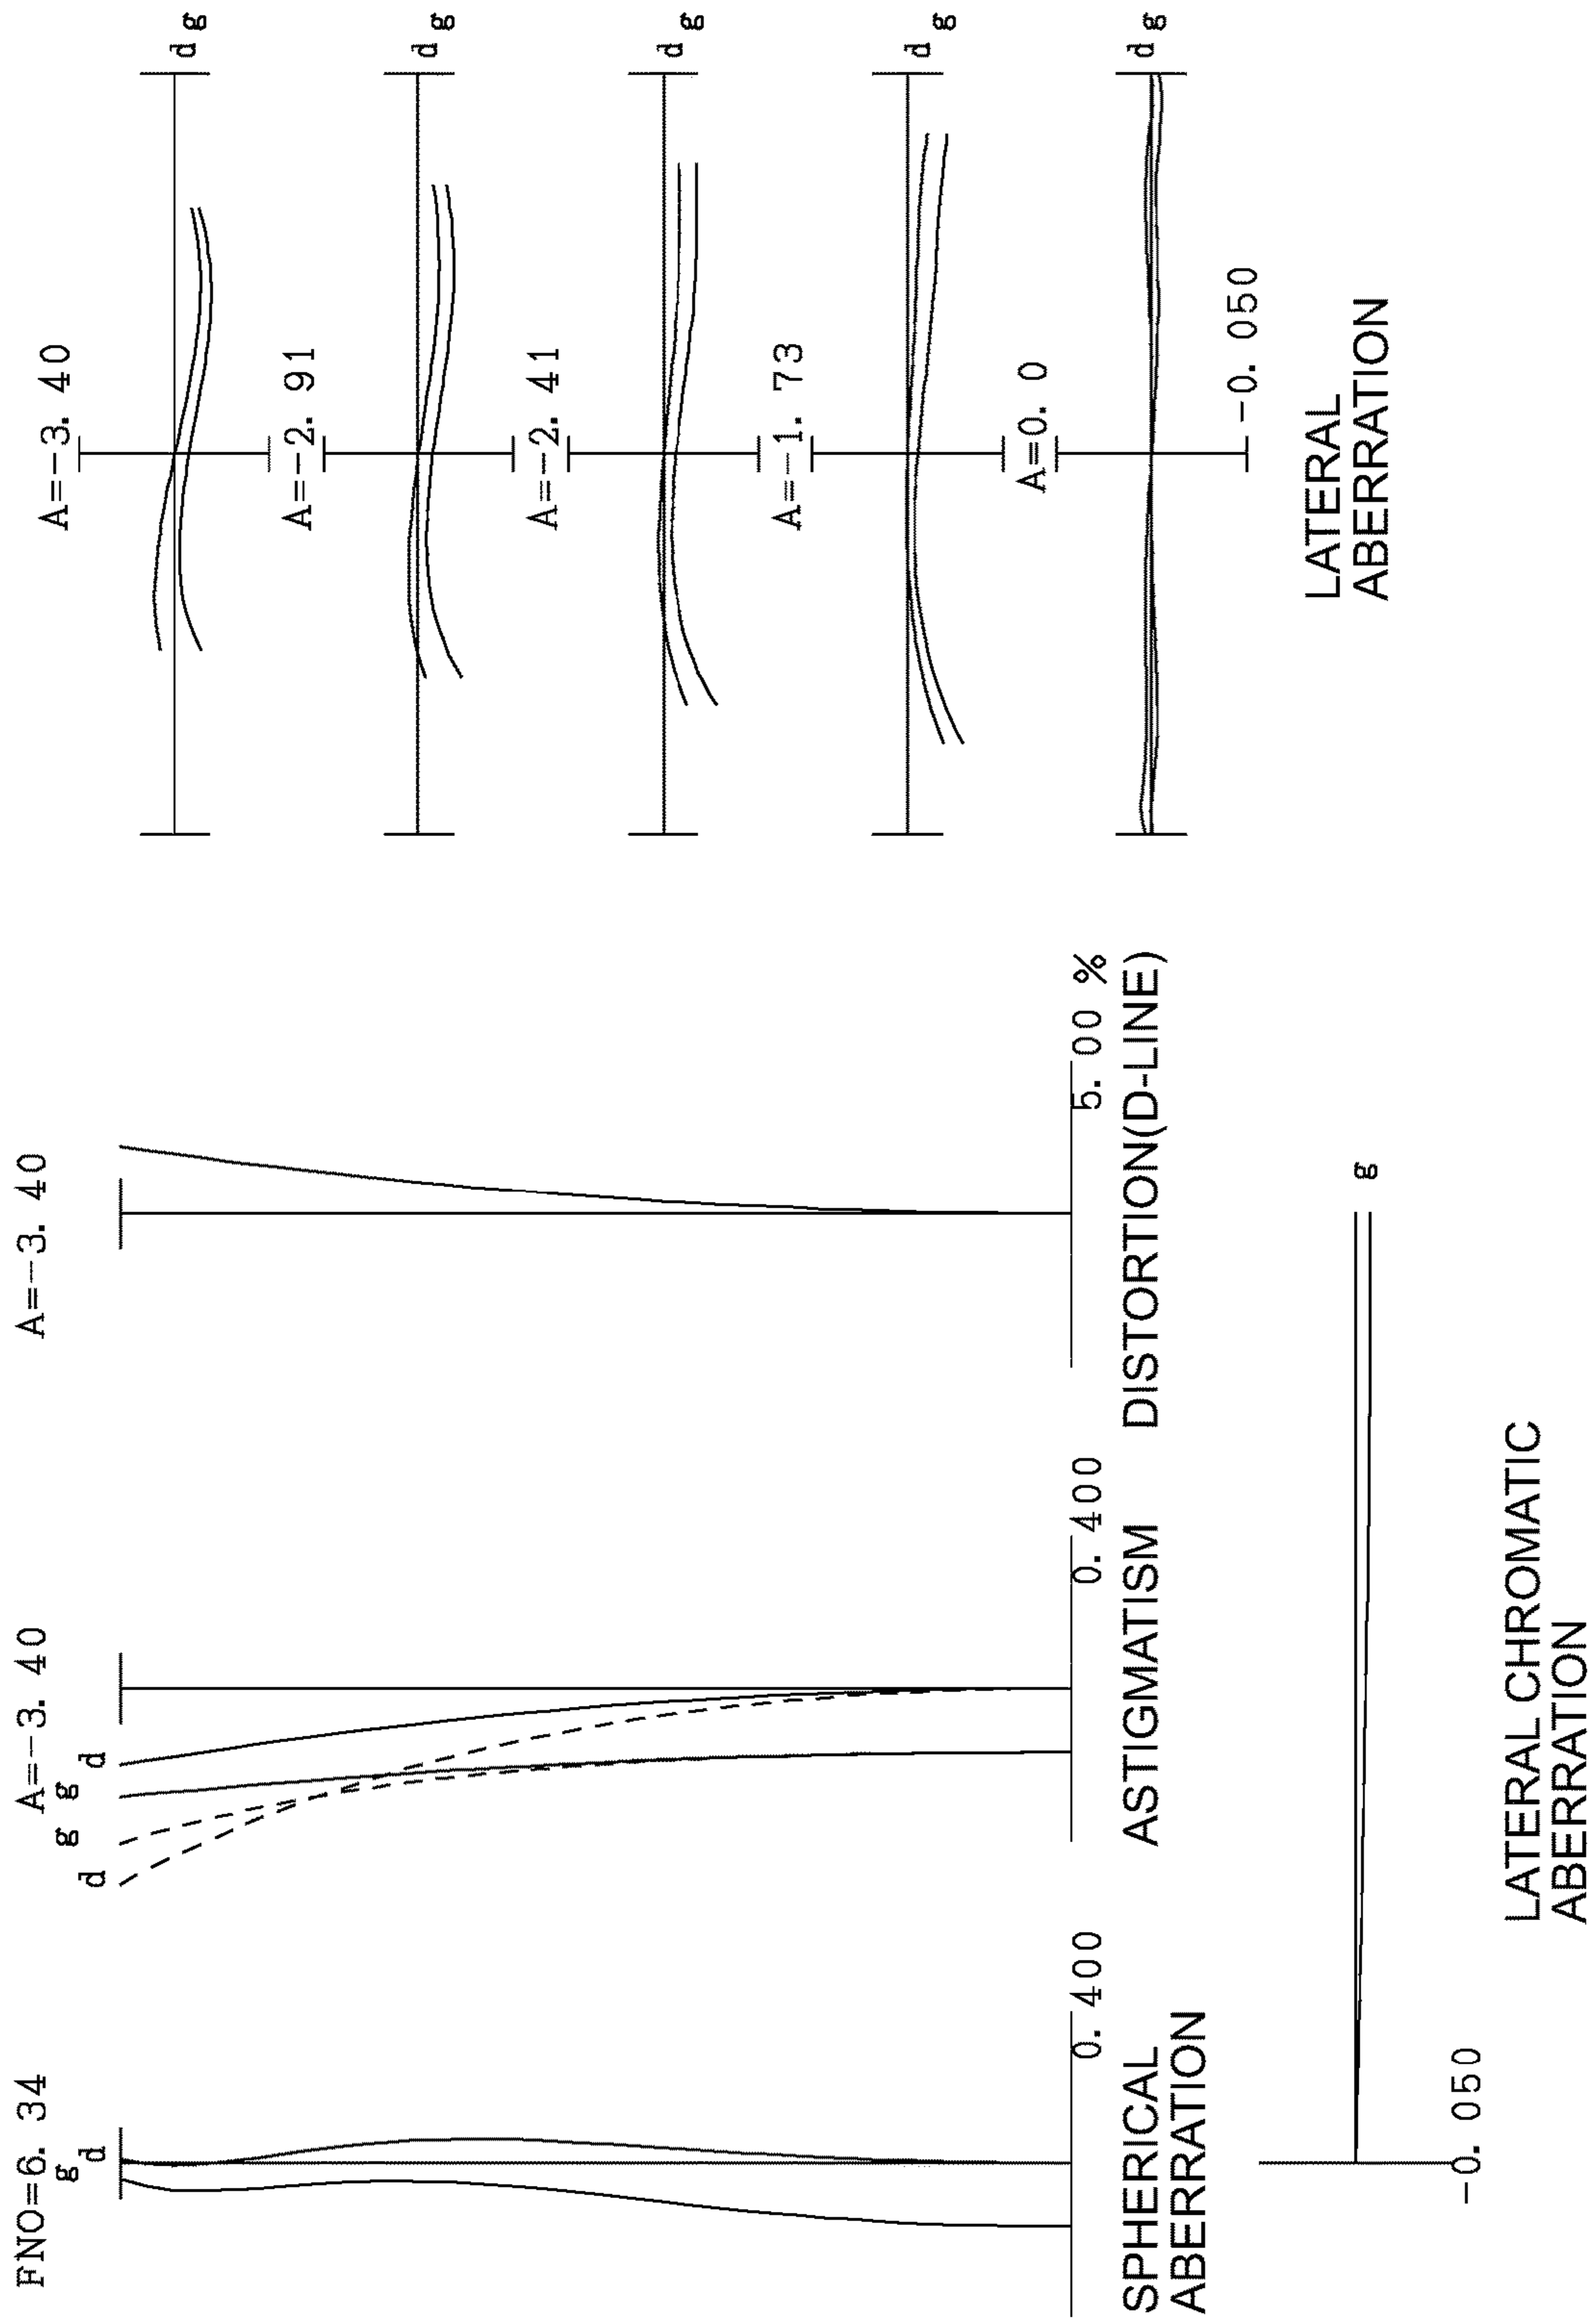 FNO=6. 34
g
d
0. 400
SPHERICAL
ABERRATION
A=-3. 40
d
g
g
d
0. 400
ASTIGMATISM
A=-3. 40
5. 00 %
DISTORTION(D-LINE)
A=-3. 40
d
g
A=-2. 91
d
g
A=-2. 41
d
g
A=-1. 73
d
g
A=0. 0
d
g
-0. 050
LATERAL
ABERRATION
g
-0. 050
LATERAL CHROMATIC
ABERRATION